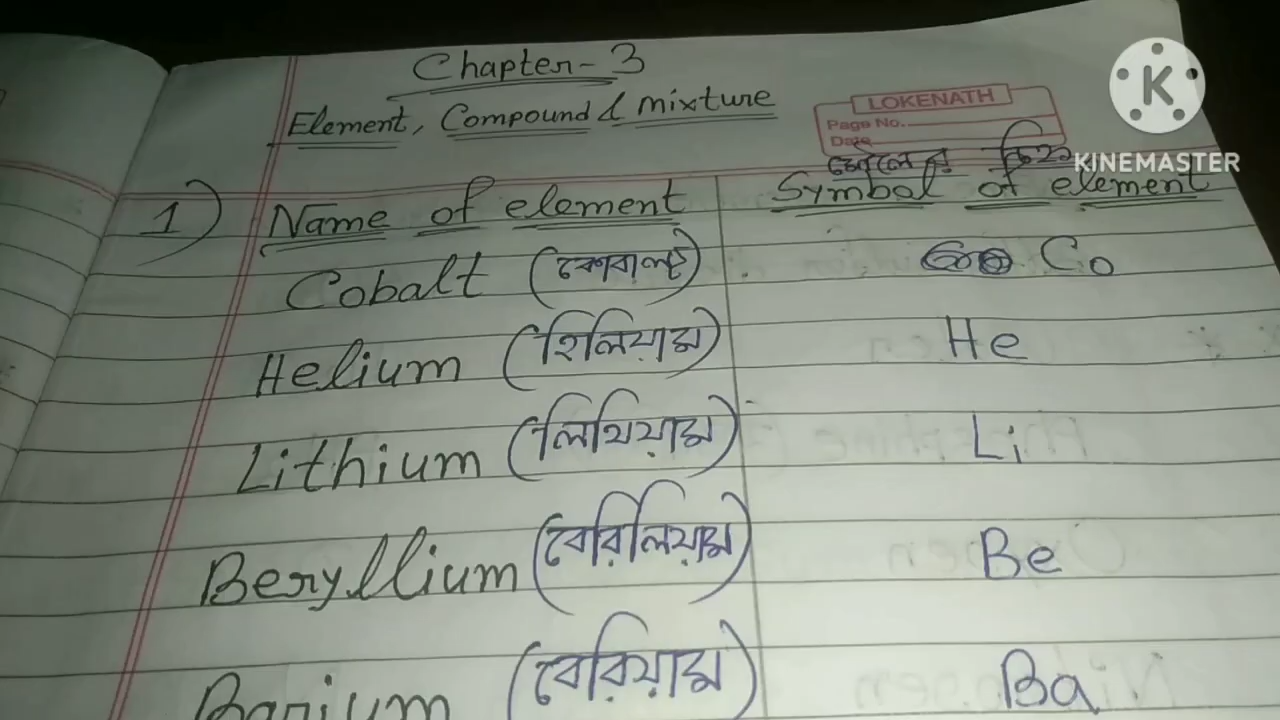 Chapter - 3
Element, Compound & mixture
LOKENATH
Page No.
Date
K
KINEMASTER
মৌলের চিহ্ন
1) Name of element Symbol of element
Cobalt (কোবাল্ট) Co
Helium (হিলিয়াম) He
Lithium (লিথিয়াম) Li
Beryllium (বেরিলিয়াম) Be
Barium (বেরিয়াম) Ba